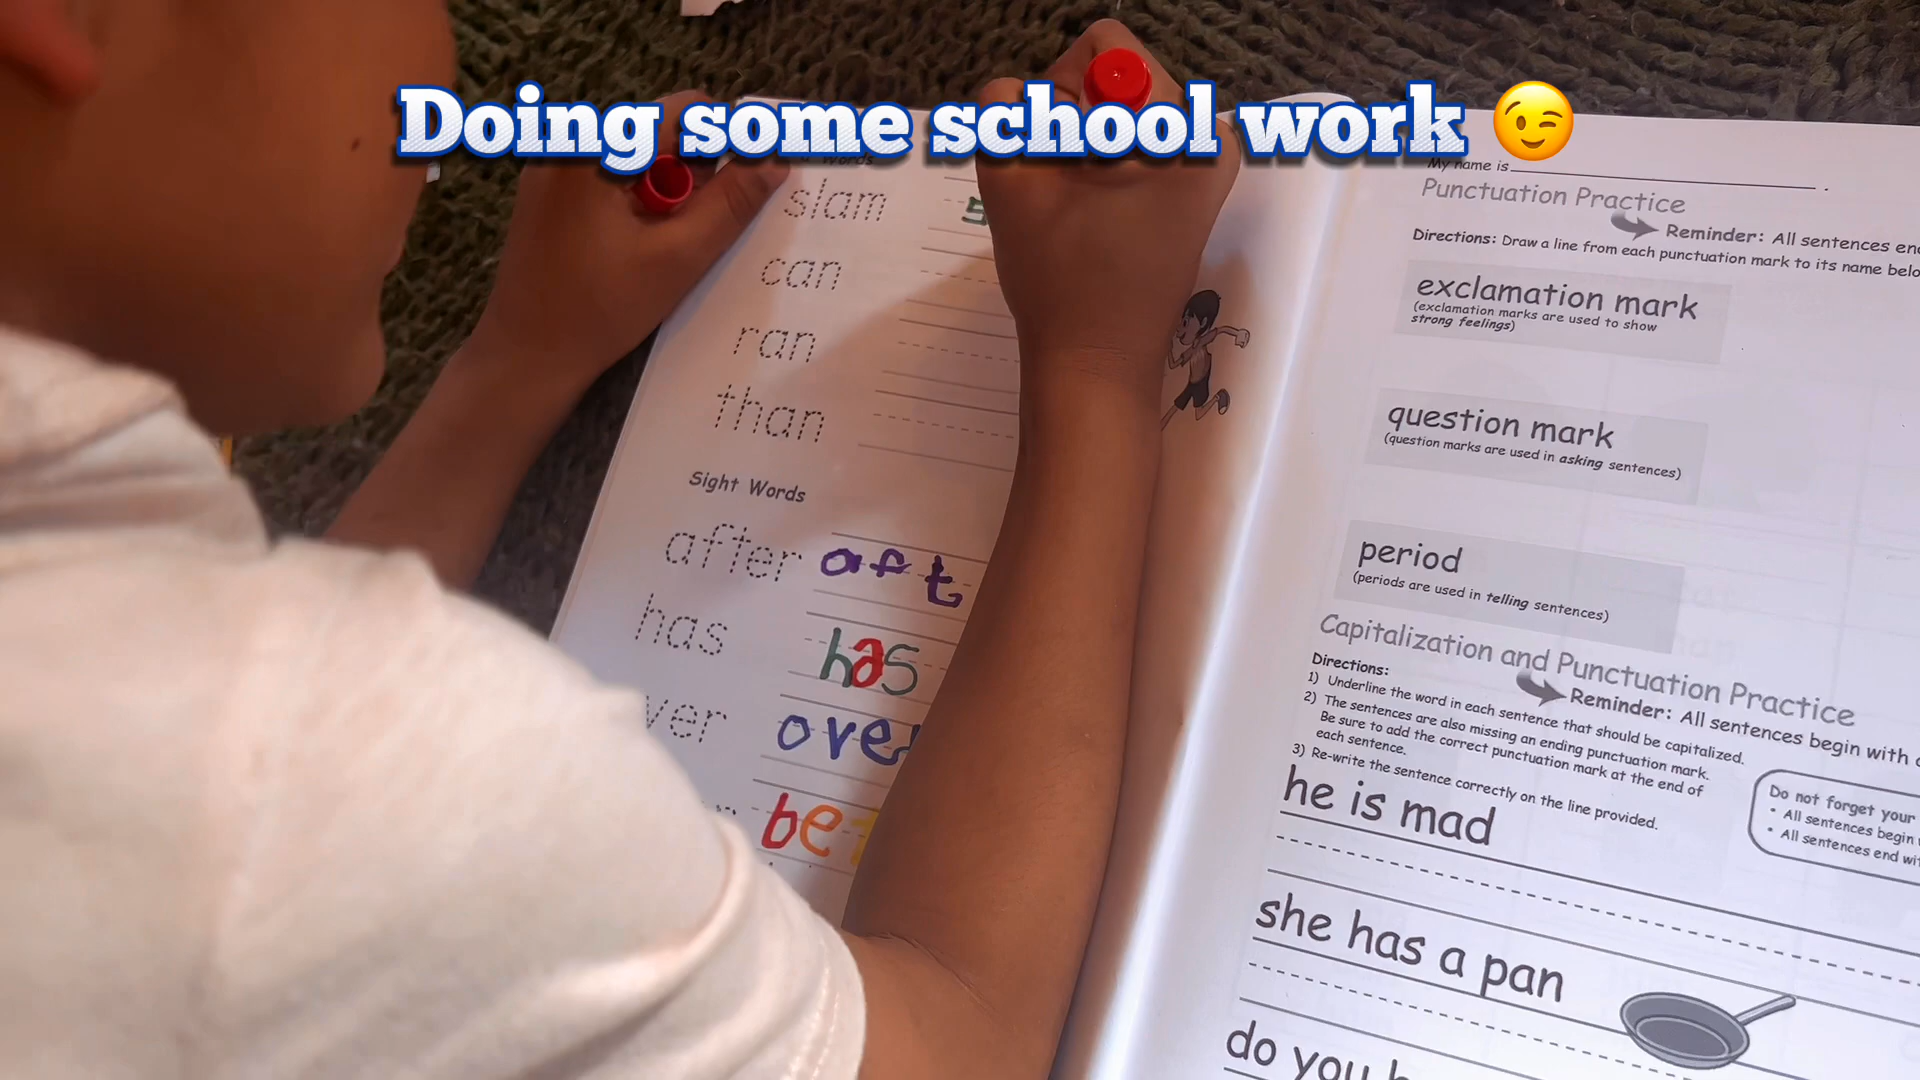 Doing some school work 😉
Words
slam
can
ran
than
Sight Words
after aft
has has
ver over
be
My name is
Punctuation Practice
Reminder: All sentences
Directions: Draw a line from each punctuation mark to its name
exclamation mark
(exclamation marks are used to show
strong feelings)
question mark
(question marks are used in asking sentences)
period
(periods are used in telling sentences)
Capitalization and Punctuation Practice
Reminder: All sentences begin with
Directions:
1) Underline the word in each sentence that should be capitalized.
2) The sentences are also missing an ending punctuation mark.
Be sure to add the correct punctuation mark at the end of
each sentence.
3) Re-write the sentence correctly on the line provided.
Do not forget your
• All sentences begin
• All sentences end
he is mad
she has a pan
do you